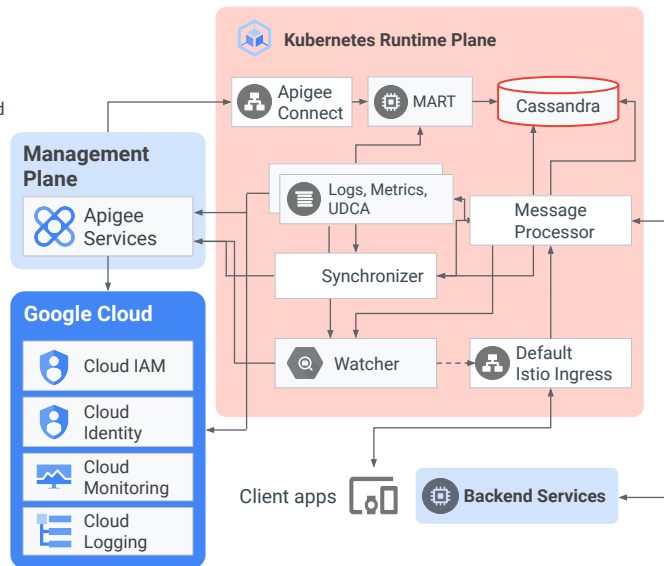 Kubernetes Runtime Plane
d
Apigee
Connect
MART
Cassandra
Management
Plane
Apigee
Services
Logs, Metrics,
UDCA
Message
Processor
Synchronizer
Google Cloud
Watcher
Default
Istio Ingress
Cloud IAM
Cloud
Identity
Cloud
Monitoring
Cloud
Logging
Client apps
Backend Services